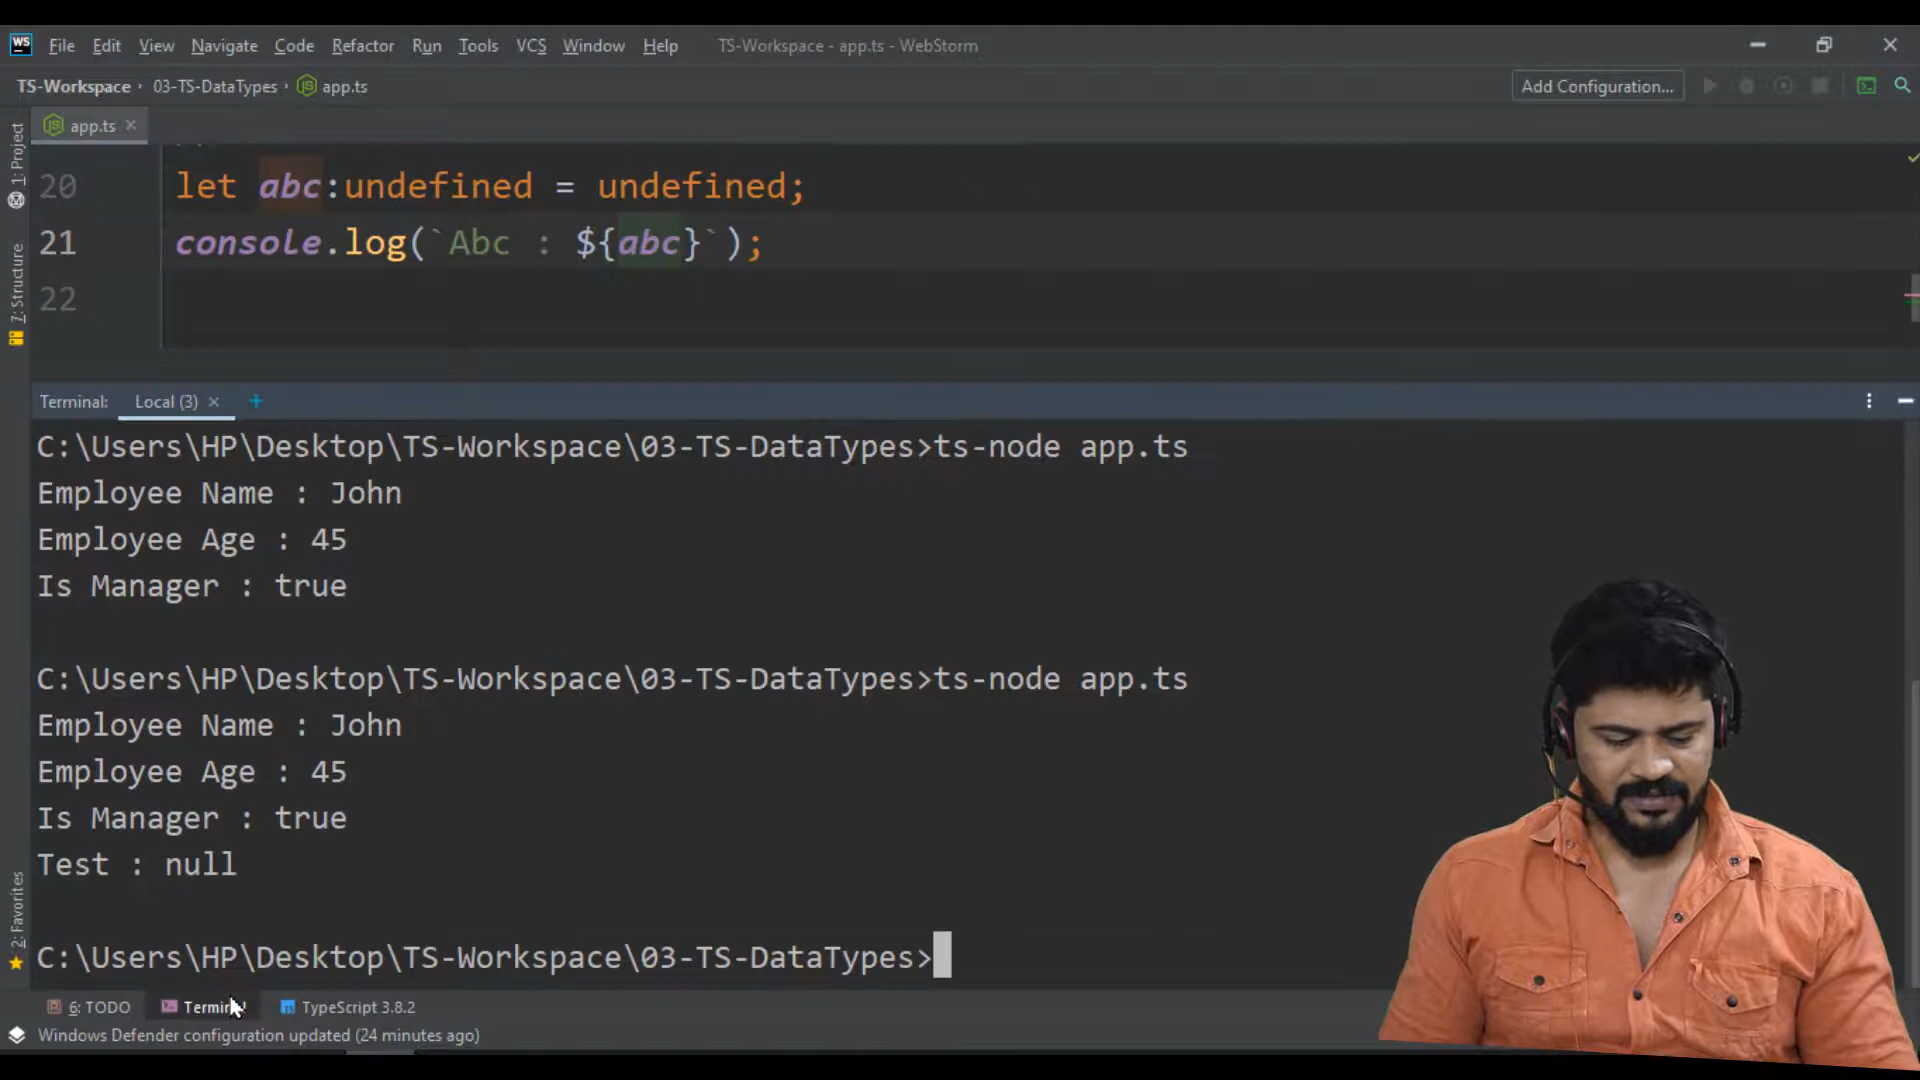 WS File Edit View Navigate Code Refactor Run Tools VCS Window Help TS-Workspace - app.ts - WebStorm
TS-Workspace 03-TS-DataTypes app.ts Add Configuration...
app.ts
1: Project
7: Structure
2: Favorites
20 let abc:undefined = undefined;
21 console.log(`Abc : ${abc}`);
22
Terminal: Local (3) +
C:\Users\HP\Desktop\TS-Workspace\03-TS-DataTypes>ts-node app.ts
Employee Name : John
Employee Age : 45
Is Manager : true
C:\Users\HP\Desktop\TS-Workspace\03-TS-DataTypes>ts-node app.ts
Employee Name : John
Employee Age : 45
Is Manager : true
Test : null
C:\Users\HP\Desktop\TS-Workspace\03-TS-DataTypes>
6: TODO Terminal TypeScript 3.8.2
Windows Defender configuration updated (24 minutes ago)